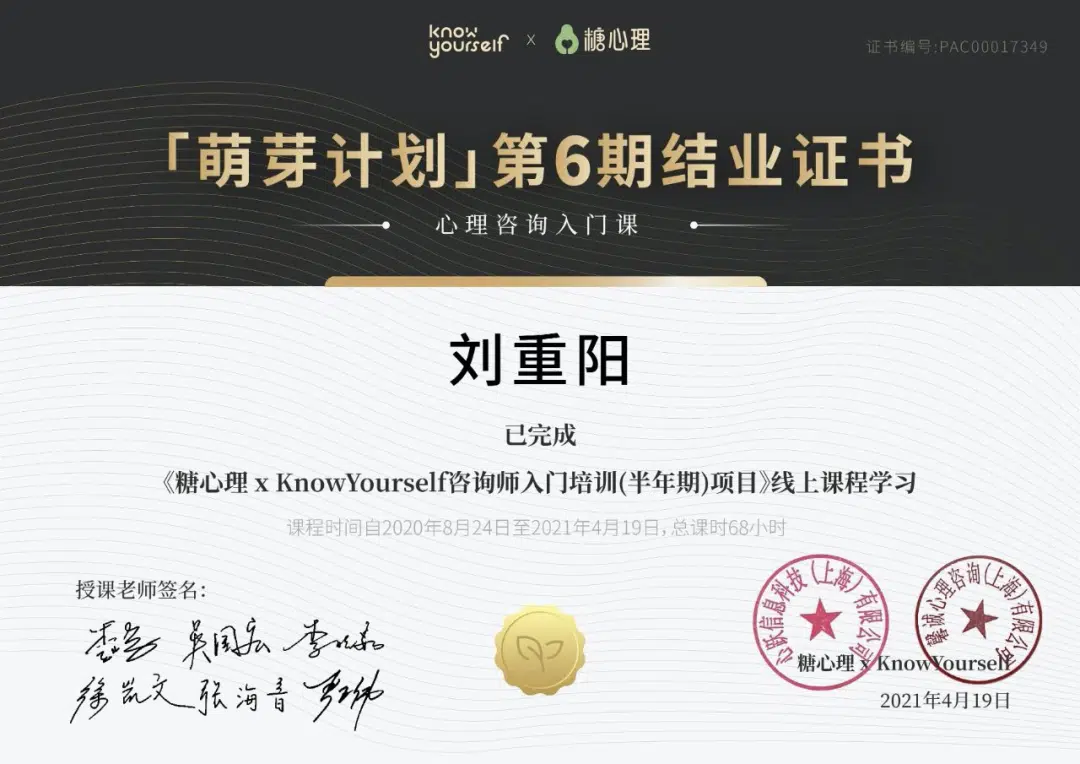 know yourself x 糖心理
证书编号:PAC00017349
「萌芽计划」第6期结业证书
心理咨询入门课
刘重阳
已完成
《糖心理 x KnowYourself咨询师入门培训(半年期)项目》线上课程学习
课程时间自2020年8月24日至2021年4月19日，总课时68小时
授课老师签名：
吴国宏
徐凯文 张海音
心跃信息科技（上海）有限公司
馨诚心理咨询（上海）有限公司
糖心理 x KnowYourself
2021年4月19日